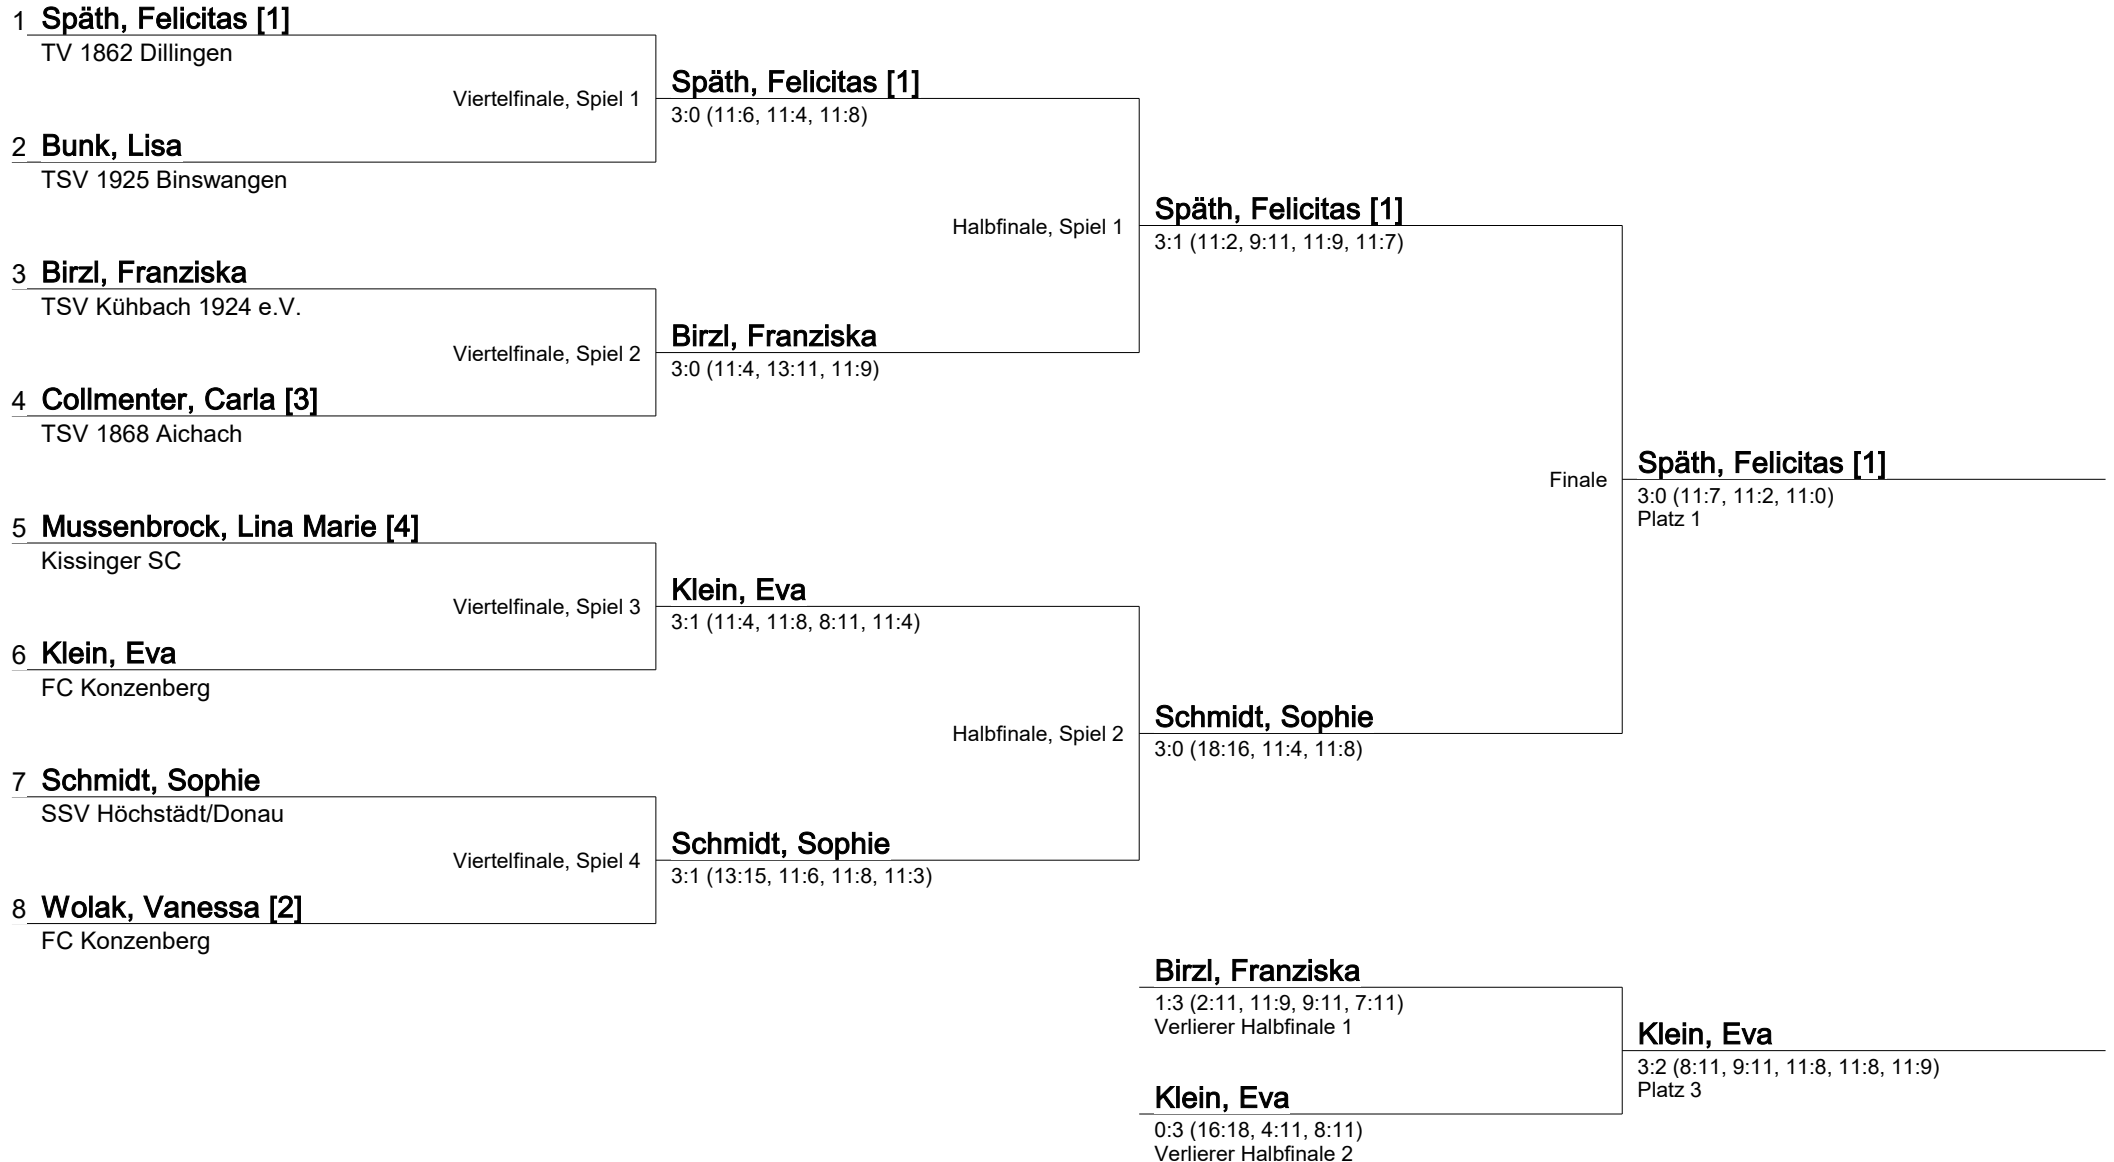 1 Späth, Felicitas [1]
TV 1862 Dillingen
Viertelfinale, Spiel 1
Späth, Felicitas [1]
3:0 (11:6, 11:4, 11:8)
2 Bunk, Lisa
TSV 1925 Binswangen
Halbfinale, Spiel 1
Späth, Felicitas [1]
3:1 (11:2, 9:11, 11:9, 11:7)
3 Birzl, Franziska
TSV Kühbach 1924 e.V.
Viertelfinale, Spiel 2
Birzl, Franziska
3:0 (11:4, 13:11, 11:9)
4 Collmenter, Carla [3]
TSV 1868 Aichach
Finale
Späth, Felicitas [1]
3:0 (11:7, 11:2, 11:0)
Platz 1
5 Mussenbrock, Lina Marie [4]
Kissinger SC
Viertelfinale, Spiel 3
Klein, Eva
3:1 (11:4, 11:8, 8:11, 11:4)
6 Klein, Eva
FC Konzenberg
Halbfinale, Spiel 2
Schmidt, Sophie
3:0 (18:16, 11:4, 11:8)
7 Schmidt, Sophie
SSV Höchstädt/Donau
Viertelfinale, Spiel 4
Schmidt, Sophie
3:1 (13:15, 11:6, 11:8, 11:3)
8 Wolak, Vanessa [2]
FC Konzenberg
Birzl, Franziska
1:3 (2:11, 11:9, 9:11, 7:11)
Verlierer Halbfinale 1
Klein, Eva
3:2 (8:11, 9:11, 11:8, 11:8, 11:9)
Platz 3
Klein, Eva
0:3 (16:18, 4:11, 8:11)
Verlierer Halbfinale 2